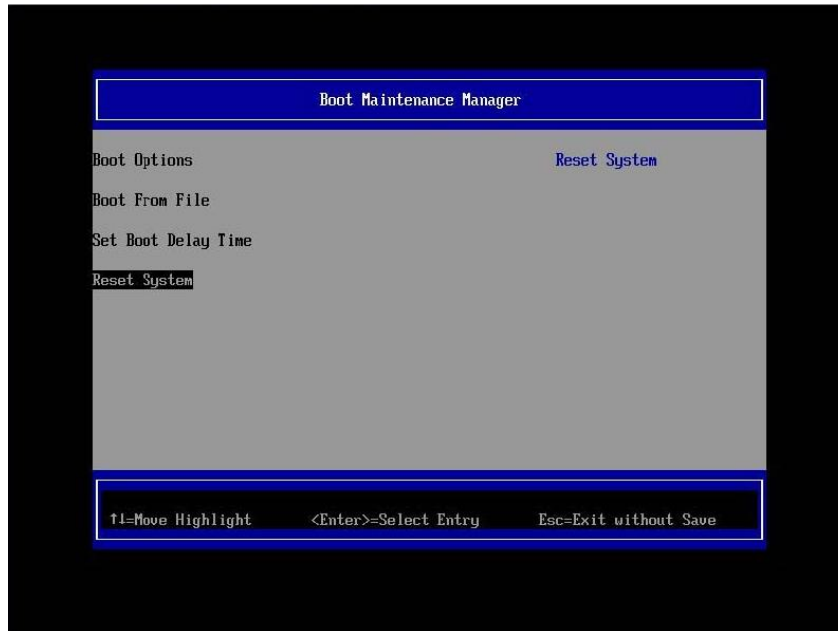 Boot Maintenance Manager
Boot Options Reset System
Boot From File
Set Boot Delay Time
Reset System
↑↓=Move Highlight <Enter>=Select Entry Esc=Exit without Save